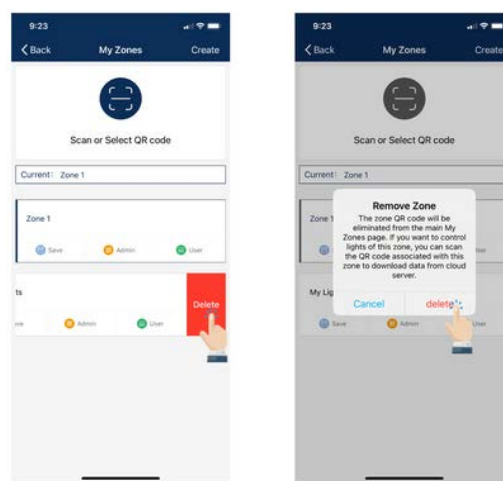 9:23
Back My Zones Create
Scan or Select QR code
Current: Zone 1
Zone 1
Save Admin User
ts
Delete
ve Admin User
9:23
Back My Zones Create
Scan or Select QR code
Current: Zone 1
Remove Zone
Zone 1
The zone QR code will be
eliminated from the main My
Zones page. If you want to control
lights of this zone, you can scan
the QR code associated with this
zone to download data from cloud
server.
My Lig
Cancel delete
Save Admin User